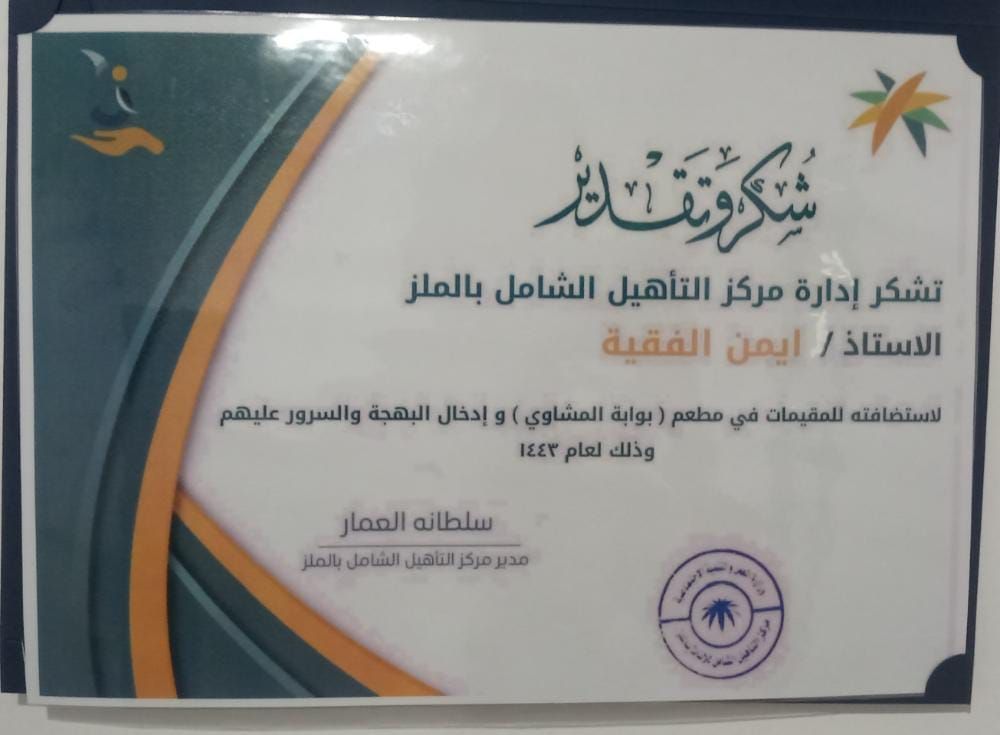 شكر وتقدير
تشكر إدارة مركز التأهيل الشامل بالملز
الاستاذ / ايمن الفقية
لاستضافته للمقيمات في مطعم ( بوابة المشاوي ) و إدخال البهجة والسرور عليهم
وذلك لعام ١٤٤٣
سلطانه العمار
مدير مركز التأهيل الشامل بالملز